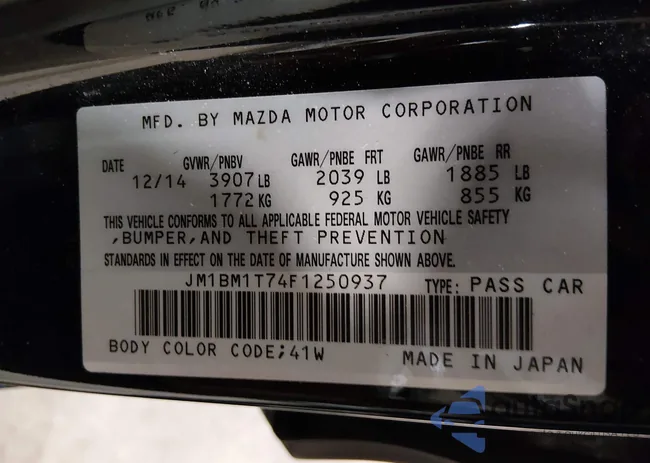 MFD. BY MAZDA MOTOR CORPORATION
DATE GVWR/PNBV GAWR/PNBE FRT GAWR/PNBE RR
12/14 3907 LB 2039 LB 1885 LB
1772 KG 925 KG 855 KG
THIS VEHICLE CONFORMS TO ALL APPLICABLE FEDERAL MOTOR VEHICLE SAFETY
,BUMPER,AND THEFT PREVENTION
STANDARDS IN EFFECT ON THE DATE OF MANUFACTURE SHOWN ABOVE.
JM1BM1T74F1250937 TYPE: PASS CAR
BODY COLOR CODE;41W MADE IN JAPAN